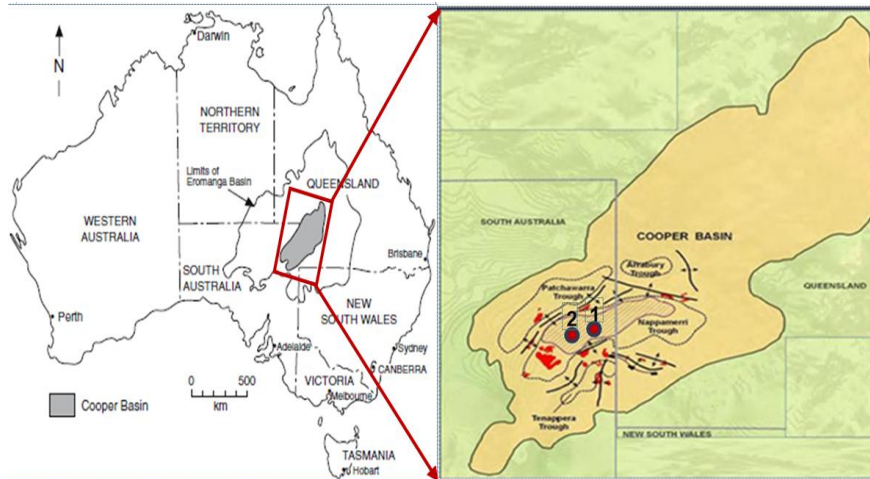 Darwin
N
NORTHERN
TERRITORY
Limits of
Eromanga Basin
QUEENSLAND
WESTERN
AUSTRALIA
Brisbane
SOUTH
AUSTRALIA
NEW
SOUTH WALES
Perth
Adelaide
Sydney
CANBERRA
0 500
km
VICTORIA
Melbourne
Cooper Basin
TASMANIA
Hobart
SOUTH AUSTRALIA
COOPER BASIN
Arrabury
Trough
QUEENSLAND
Patchawarra
Trough
Nappamerri
Trough
2
1
Tenappera
Trough
NEW SOUTH WALES